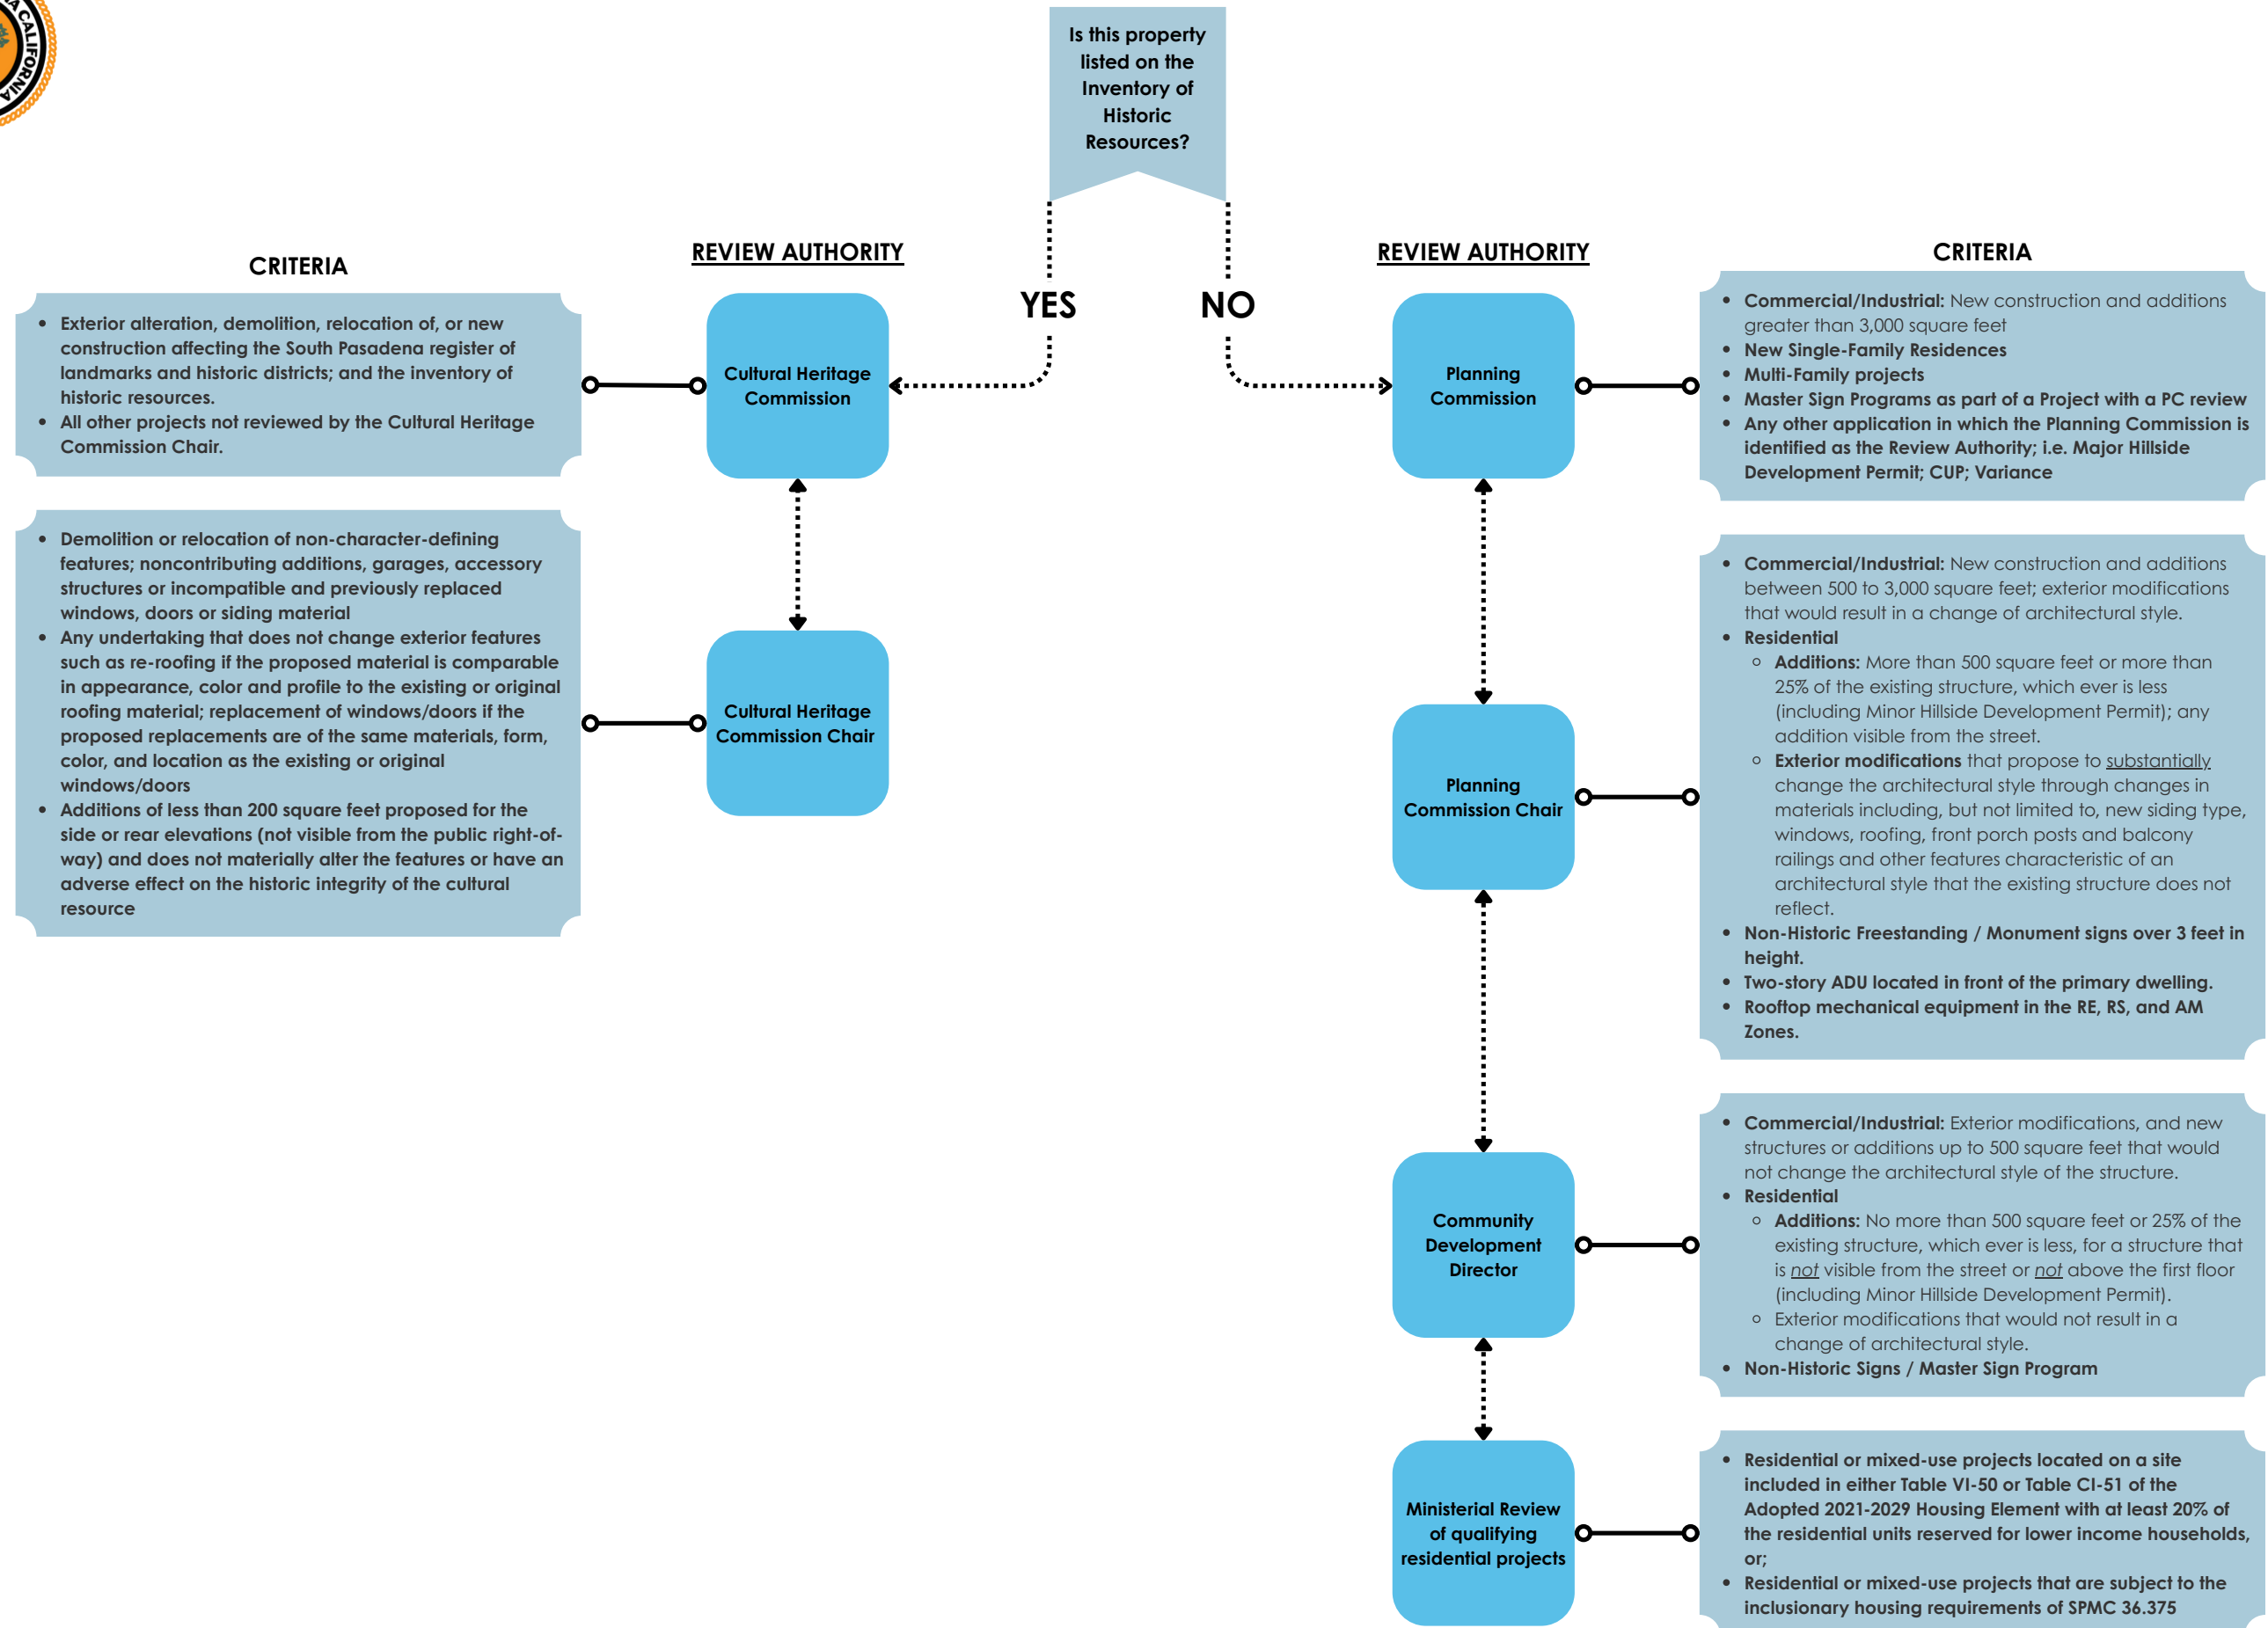 CALIFORNIA
Is this property
listed on the
Inventory of
Historic
Resources?
YES
NO
CRITERIA
REVIEW AUTHORITY
• Exterior alteration, demolition, relocation of, or new
construction affecting the South Pasadena register of
landmarks and historic districts; and the inventory of
historic resources.
• All other projects not reviewed by the Cultural Heritage
Commission Chair.
Cultural Heritage
Commission
• Demolition or relocation of non-character-defining
features; noncontributing additions, garages, accessory
structures or incompatible and previously replaced
windows, doors or siding material
• Any undertaking that does not change exterior features
such as re-roofing if the proposed material is comparable
in appearance, color and profile to the existing or original
roofing material; replacement of windows/doors if the
proposed replacements are of the same materials, form,
color, and location as the existing or original
windows/doors
• Additions of less than 200 square feet proposed for the
side or rear elevations (not visible from the public right-of-
way) and does not materially alter the features or have an
adverse effect on the historic integrity of the cultural
resource
Cultural Heritage
Commission Chair
REVIEW AUTHORITY
CRITERIA
Planning
Commission
• Commercial/Industrial: New construction and additions
greater than 3,000 square feet
• New Single-Family Residences
• Multi-Family projects
• Master Sign Programs as part of a Project with a PC review
• Any other application in which the Planning Commission is
identified as the Review Authority; i.e. Major Hillside
Development Permit; CUP; Variance
Planning
Commission Chair
• Commercial/Industrial: New construction and additions
between 500 to 3,000 square feet; exterior modifications
that would result in a change of architectural style.
• Residential
◦ Additions: More than 500 square feet or more than
25% of the existing structure, which ever is less
(including Minor Hillside Development Permit); any
addition visible from the street.
◦ Exterior modifications that propose to substantially
change the architectural style through changes in
materials including, but not limited to, new siding type,
windows, roofing, front porch posts and balcony
railings and other features characteristic of an
architectural style that the existing structure does not
reflect.
• Non-Historic Freestanding / Monument signs over 3 feet in
height.
• Two-story ADU located in front of the primary dwelling.
• Rooftop mechanical equipment in the RE, RS, and AM
Zones.
Community
Development
Director
• Commercial/Industrial: Exterior modifications, and new
structures or additions up to 500 square feet that would
not change the architectural style of the structure.
• Residential
◦ Additions: No more than 500 square feet or 25% of the
existing structure, which ever is less, for a structure that
is not visible from the street or not above the first floor
(including Minor Hillside Development Permit).
◦ Exterior modifications that would not result in a
change of architectural style.
• Non-Historic Signs / Master Sign Program
Ministerial Review
of qualifying
residential projects
• Residential or mixed-use projects located on a site
included in either Table VI-50 or Table CI-51 of the
Adopted 2021-2029 Housing Element with at least 20% of
the residential units reserved for lower income households,
or;
• Residential or mixed-use projects that are subject to the
inclusionary housing requirements of SPMC 36.375